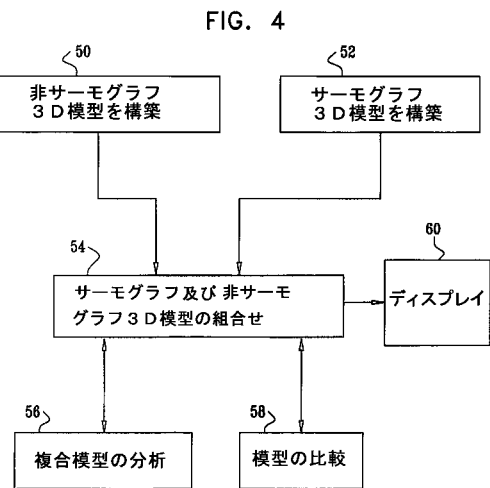 FIG. 4
50
非サーモグラフ
3D模型を構築
52
サーモグラフ
3D模型を構築
54
サーモグラフ及び非サーモ
グラフ3D模型の組合せ
60
ディスプレイ
56
複合模型の分析
58
模型の比較